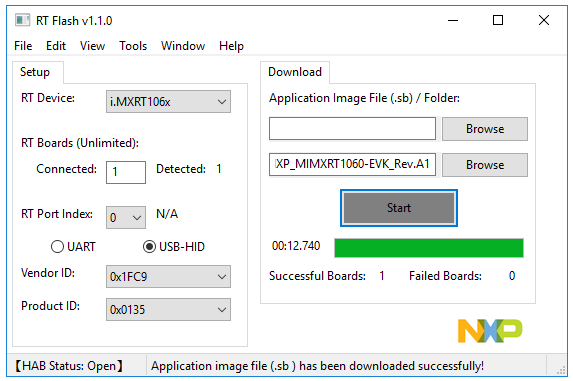 RT Flash v1.1.0
File Edit View Tools Window Help
Setup
RT Device: i.MXRT106x
RT Boards (Unlimited):
Connected: 1 Detected: 1
RT Port Index: 0 N/A
UART USB-HID
Vendor ID: 0x1FC9
Product ID: 0x0135
Download
Application Image File (.sb) / Folder:
Browse
XP_MIMXRT1060-EVK_Rev.A1 Browse
Start
00:12.740
Successful Boards: 1 Failed Boards: 0
NXP
【HAB Status: Open】 Application image file (.sb ) has been downloaded successfully!